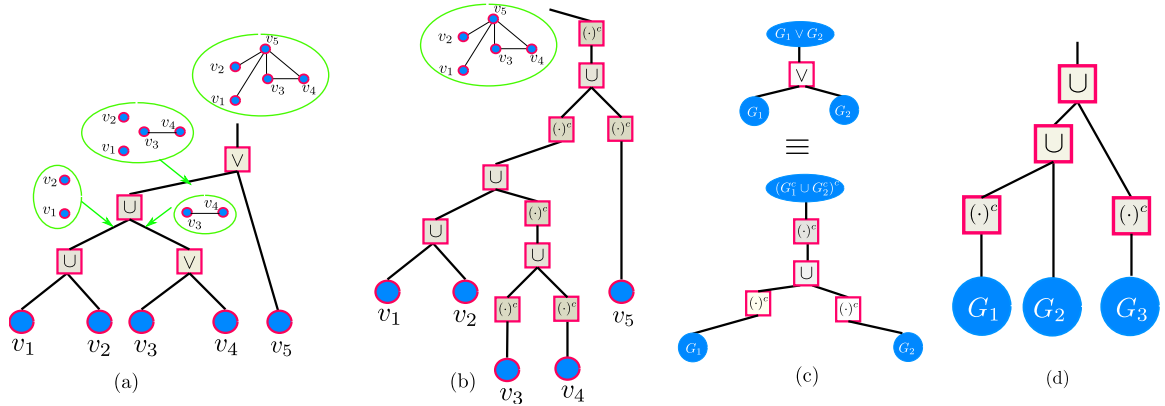 v₅
v₂
v₃ v₄
v₁
∨
v₂
v₄
v₃
v₁
v₂
v₁
v₄
v₃
∪
∪
∨
v₁ v₂ v₃ v₄ v₅
(a)
v₅
v₂
v₃ v₄
v₁
(·)ᶜ
∪
(·)ᶜ (·)ᶜ
∪
(·)ᶜ
∪
∪
(·)ᶜ (·)ᶜ
v₁ v₂ v₅
v₃ v₄
(b)
G₁ ∨ G₂
∨
G₁ G₂
≡
(G₁ᶜ ∪ G₂ᶜ)ᶜ
(·)ᶜ
∪
(·)ᶜ (·)ᶜ
G₁ G₂
(c)
∪
∪
(·)ᶜ (·)ᶜ
G₁ G₂ G₃
(d)